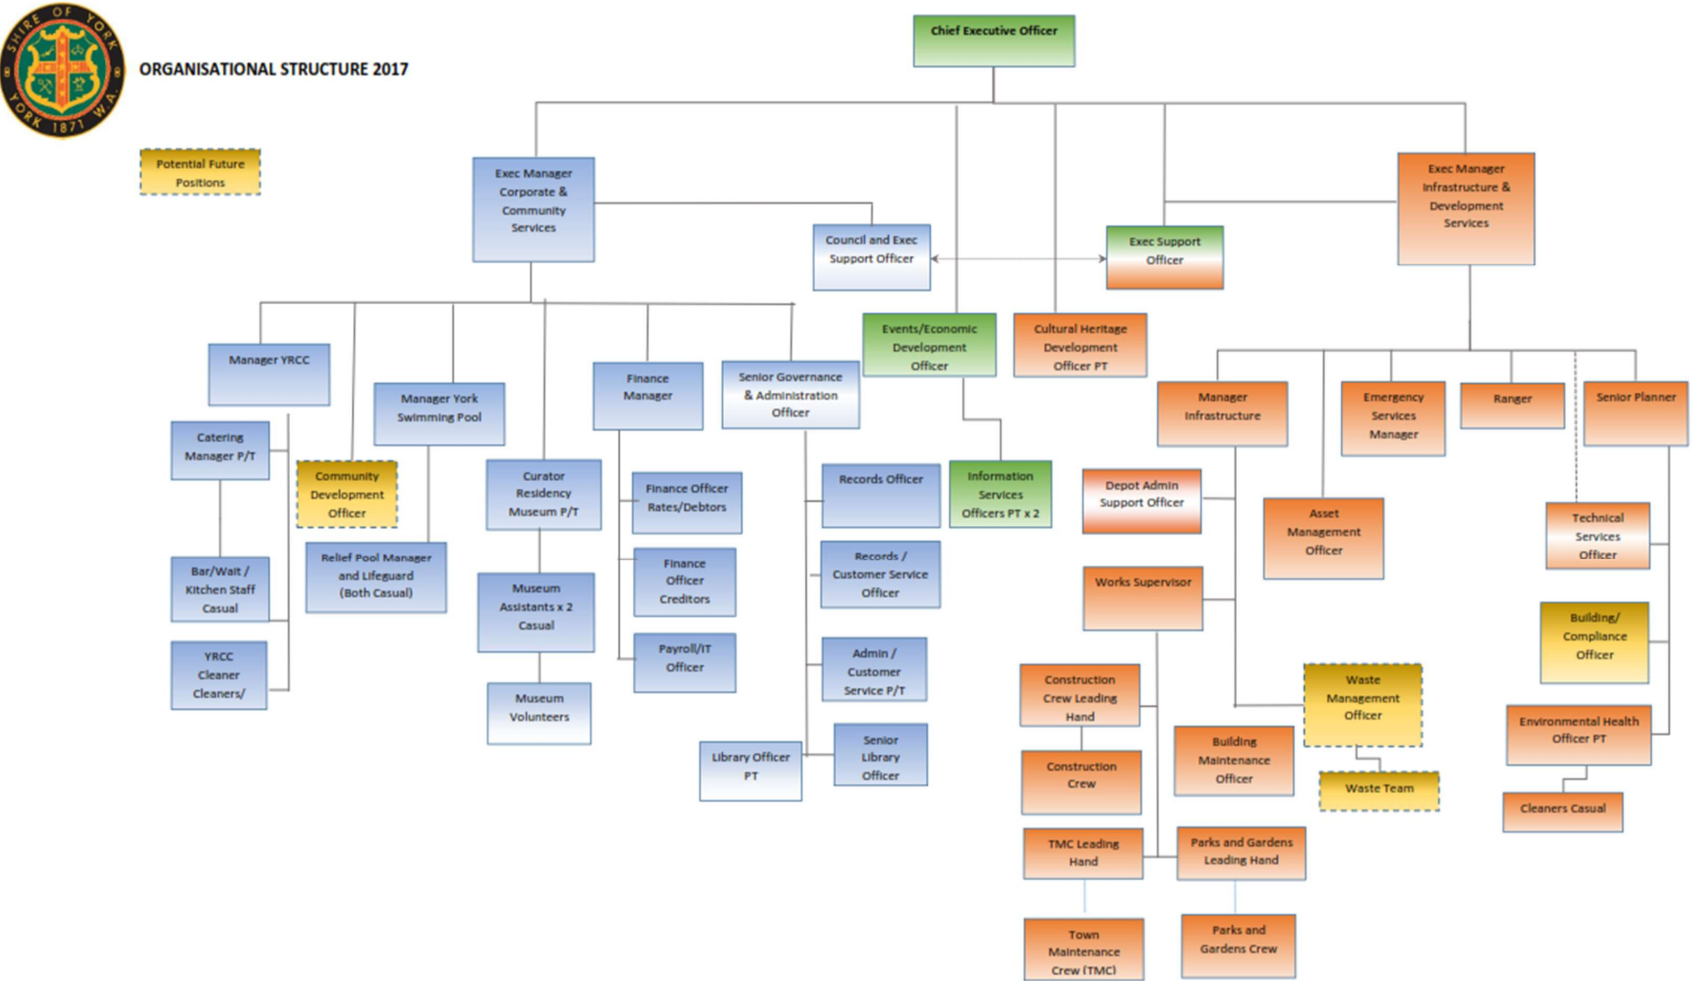 SHIRE OF YORK
YORK 1871 W.A.
ORGANISATIONAL STRUCTURE 2017
Potential Future
Positions
Chief Executive Officer
Exec Manager
Corporate &
Community
Services
Exec Manager
Infrastructure &
Development
Services
Council and Exec
Support Officer
Exec Support
Officer
Events/Economic
Development
Officer
Cultural Heritage
Development
Officer PT
Information
Services
Officers PT x 2
Manager YRCC
Catering
Manager P/T
Bar/Wait /
Kitchen Staff
Casual
YRCC
Cleaner
Cleaners/
Community
Development
Officer
Manager York
Swimming Pool
Relief Pool Manager
and Lifeguard
(Both Casual)
Curator
Residency
Museum P/T
Museum
Assistants x 2
Casual
Museum
Volunteers
Finance
Manager
Finance Officer
Rates/Debtors
Finance
Officer
Creditors
Payroll/IT
Officer
Senior Governance
& Administration
Officer
Records Officer
Records /
Customer Service
Officer
Admin /
Customer
Service P/T
Library Officer
PT
Senior
Library
Officer
Manager
Infrastructure
Depot Admin
Support Officer
Works Supervisor
Construction
Crew Leading
Hand
Construction
Crew
TMC Leading
Hand
Town
Maintenance
Crew (TMC)
Building
Maintenance
Officer
Parks and Gardens
Leading Hand
Parks and
Gardens Crew
Waste
Management
Officer
Waste Team
Asset
Management
Officer
Emergency
Services
Manager
Ranger
Senior Planner
Technical
Services
Officer
Building/
Compliance
Officer
Environmental Health
Officer PT
Cleaners Casual